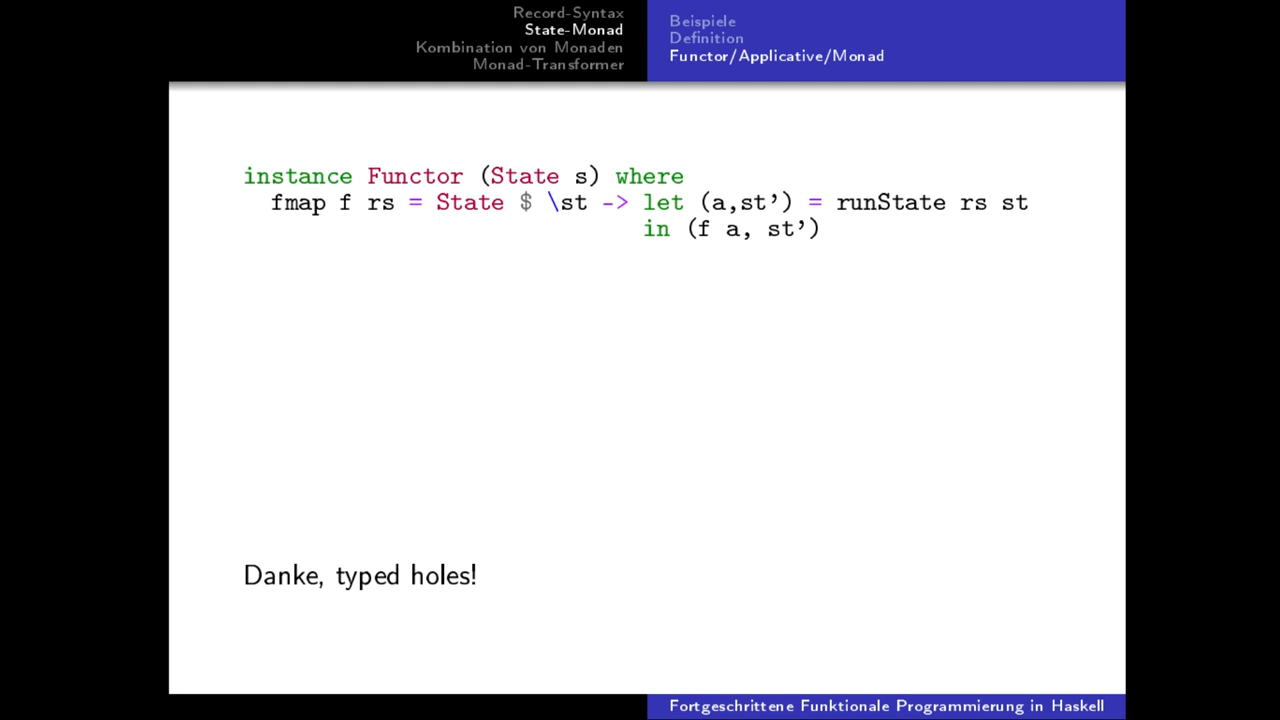 Record-Syntax
State-Monad
Kombination von Monaden
Monad-Transformer
Beispiele
Definition
Functor/Applicative/Monad
instance Functor (State s) where
fmap f rs = State $ \st -> let (a,st’) = runState rs st
in (f a, st’)
Danke, typed holes!
Fortgeschrittene Funktionale Programmierung in Haskell